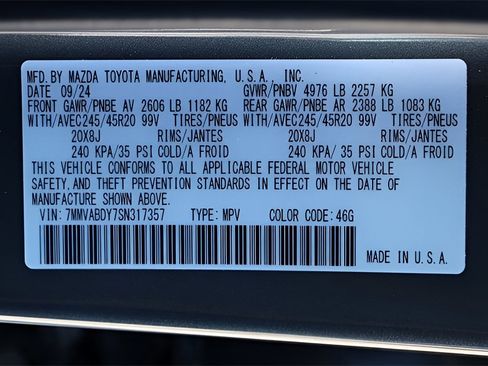 MFD. BY MAZDA TOYOTA MANUFACTURING, U.S.A., INC.
DATE 09/24 GVWR/PNBV 4976 LB 2257 KG
FRONT GAWR/PNBE AV 2606 LB 1182 KG REAR GAWR/PNBE AR 2388 LB 1083 KG
WITH/AVEC 245/45R20 99V TIRES/PNEUS WITH/AVEC 245/45R20 99V TIRES/PNEUS
20X8J RIMS/JANTES 20X8J RIMS/JANTES
240 KPA/35 PSI COLD/A FROID 240 KPA/35 PSI COLD/A FROID
THIS VEHICLE CONFORMS TO ALL APPLICABLE FEDERAL MOTOR VEHICLE
SAFETY, AND THEFT PREVENTION STANDARDS IN EFFECT ON THE DATE OF
MANUFACTURE SHOWN ABOVE.
VIN: 7MMVABDY7SN317357 TYPE: MPV COLOR CODE: 46G
MADE IN U.S.A.